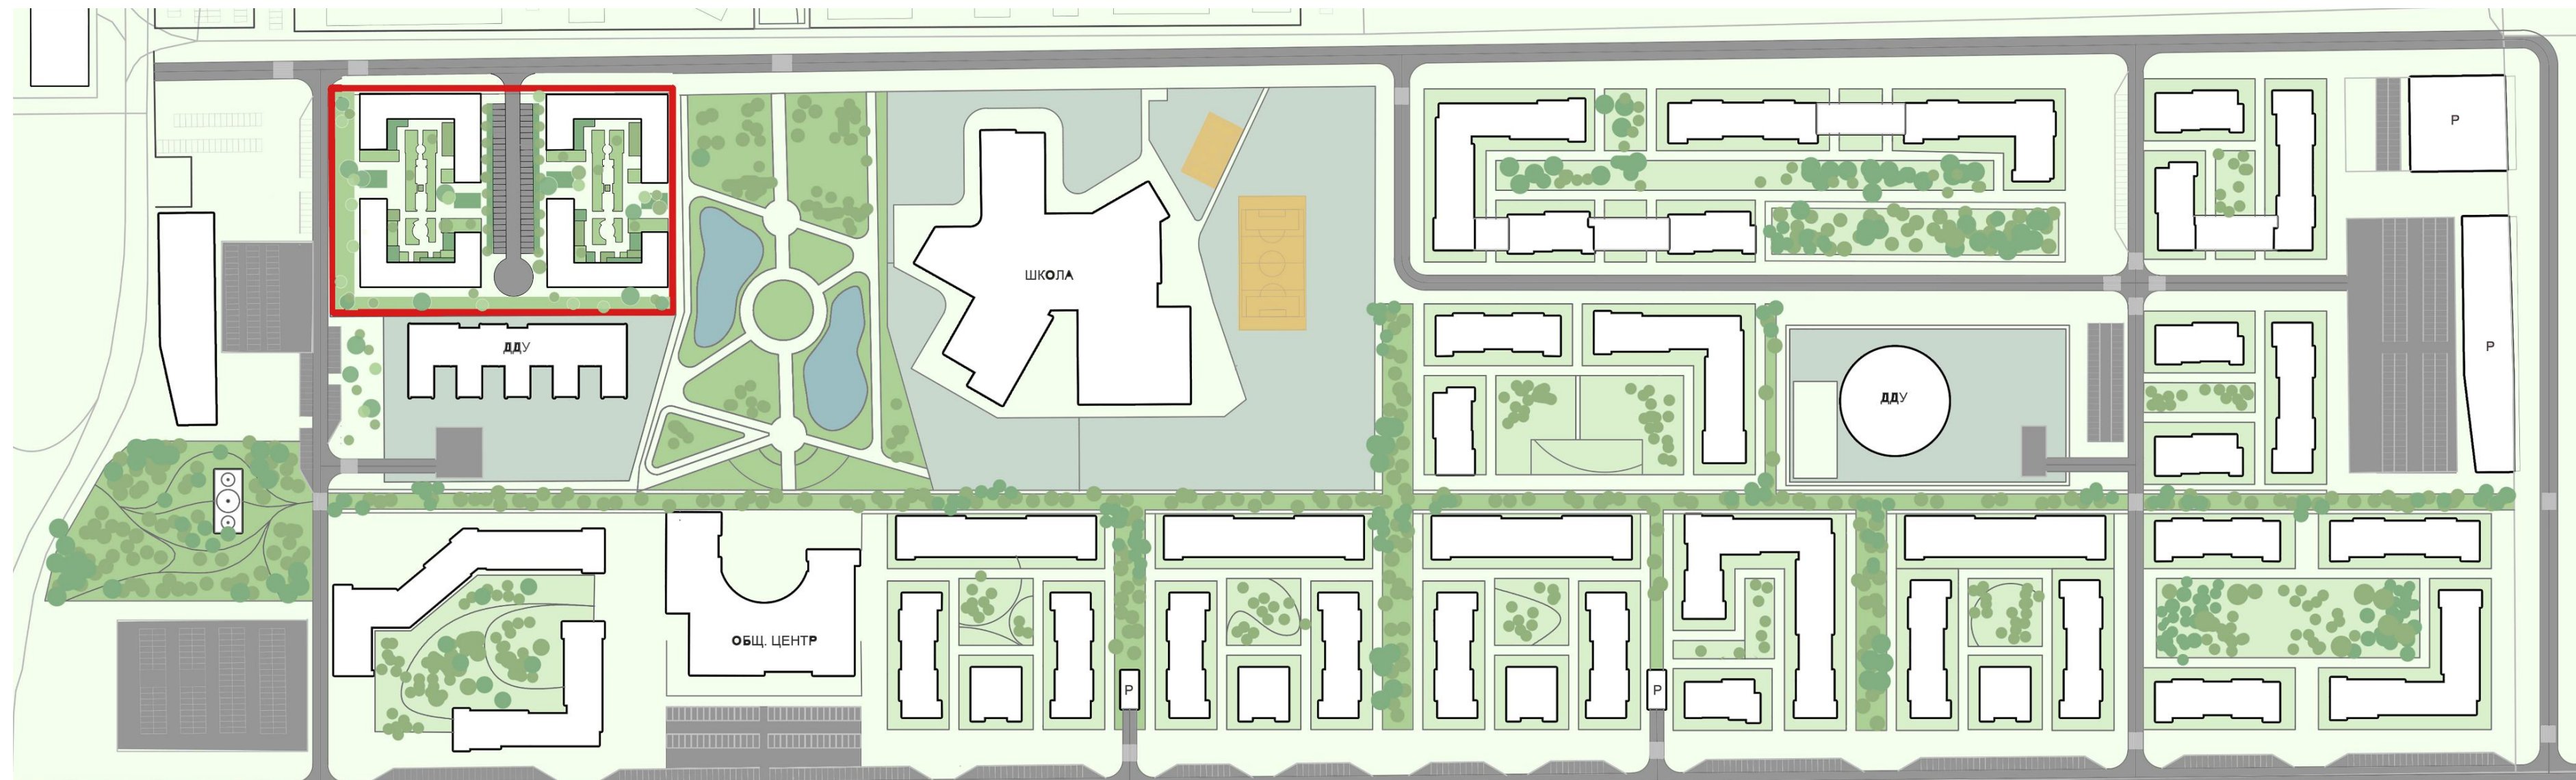 Р
ШКОЛА
ДДУ
Р
ДДУ
ОБЩ. ЦЕНТР
Р
Р